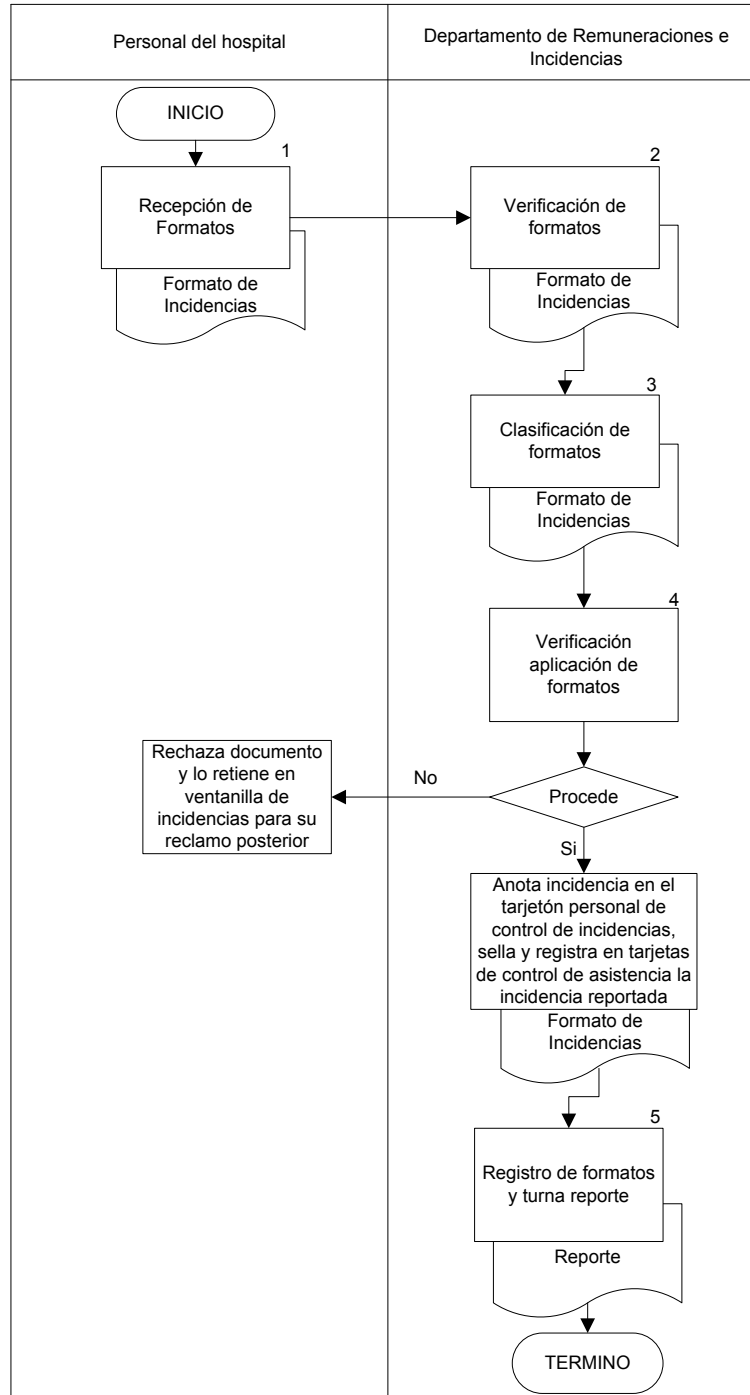 Personal del hospital
Departamento de Remuneraciones e
Incidencias
INICIO
1
Recepción de
Formatos
Formato de
Incidencias
2
Verificación de
formatos
Formato de
Incidencias
3
Clasificación de
formatos
Formato de
Incidencias
4
Verificación
aplicación de
formatos
Procede
No
Rechaza documento
y lo retiene en
ventanilla de
incidencias para su
reclamo posterior
Si
Anota incidencia en el
tarjetón personal de
control de incidencias,
sella y registra en tarjetas
de control de asistencia la
incidencia reportada
Formato de
Incidencias
5
Registro de formatos
y turna reporte
Reporte
TERMINO